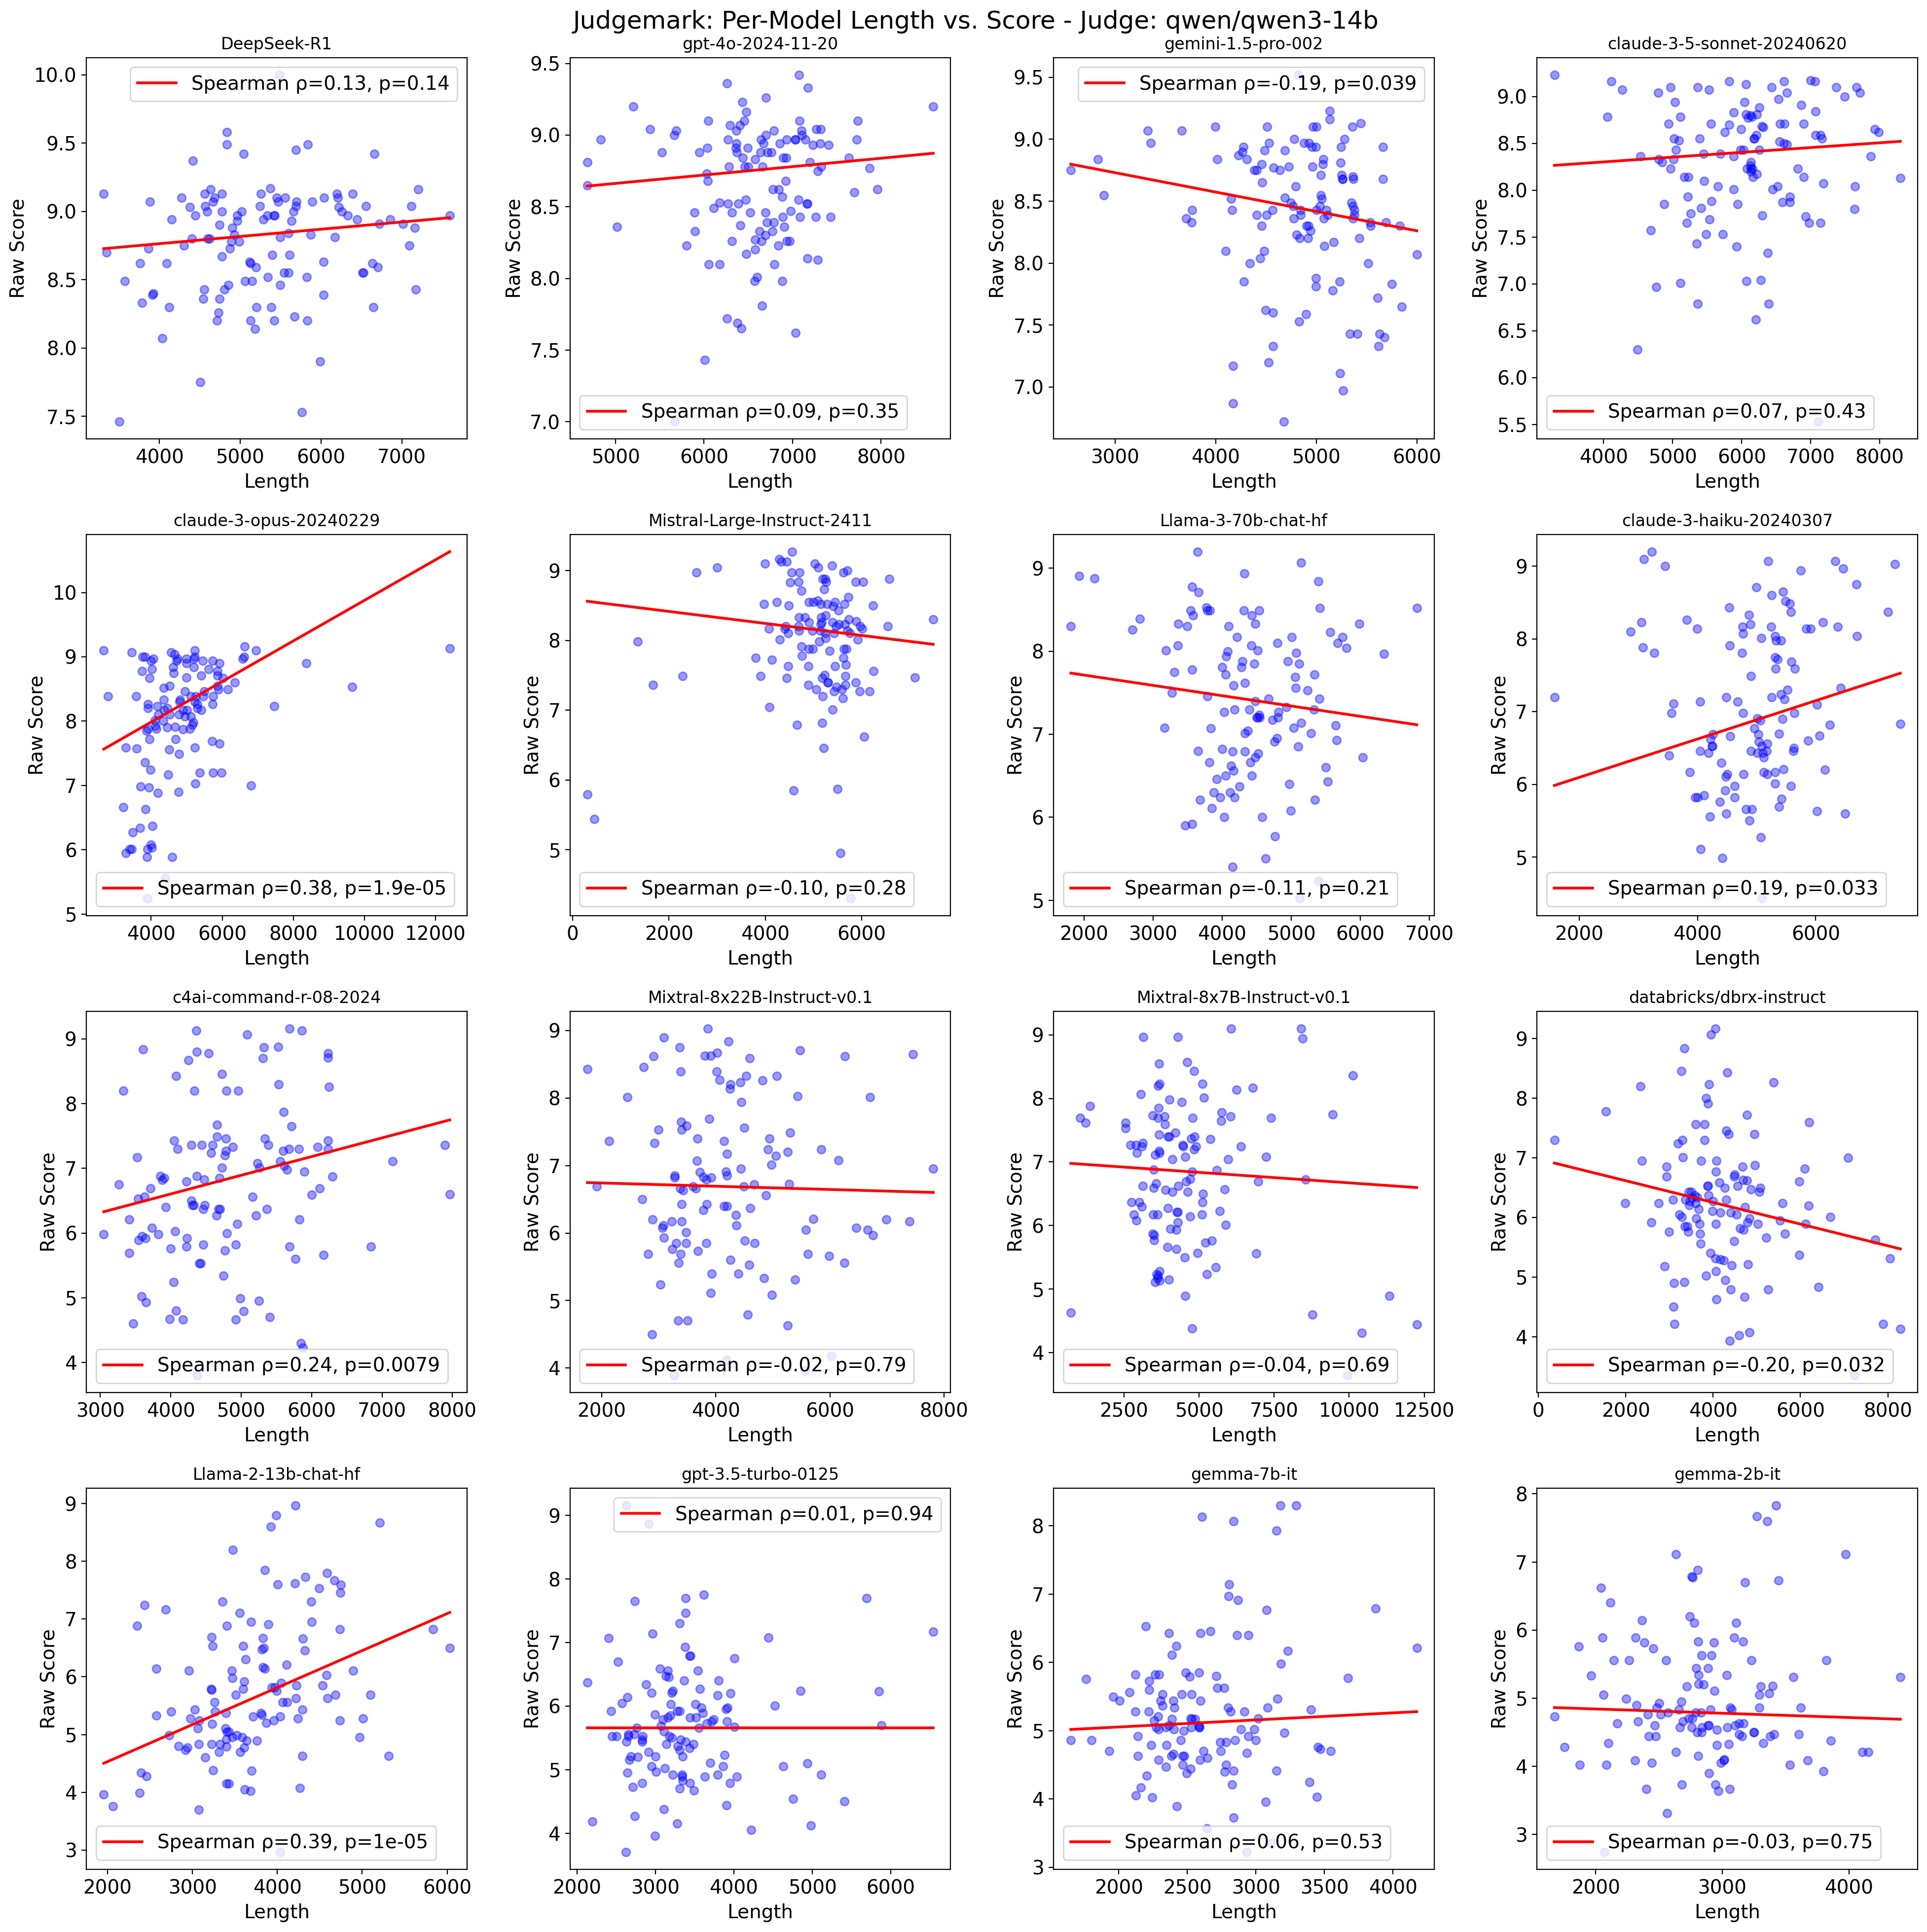 Judgemark: Per-Model Length vs. Score - Judge: qwen/qwen3-14b
DeepSeek-R1
Spearman ρ=0.13, p=0.14
Raw Score
10.0
9.5
9.0
8.5
8.0
7.5
4000 5000 6000 7000
Length
gpt-4o-2024-11-20
Spearman ρ=0.09, p=0.35
Raw Score
9.5
9.0
8.5
8.0
7.5
7.0
5000 6000 7000 8000
Length
gemini-1.5-pro-002
Spearman ρ=-0.19, p=0.039
Raw Score
9.5
9.0
8.5
8.0
7.5
7.0
3000 4000 5000 6000
Length
claude-3-5-sonnet-20240620
Spearman ρ=0.07, p=0.43
Raw Score
9.0
8.5
8.0
7.5
7.0
6.5
6.0
5.5
4000 5000 6000 7000 8000
Length
claude-3-opus-20240229
Spearman ρ=0.38, p=1.9e-05
Raw Score
10
9
8
7
6
5
4000 6000 8000 10000 12000
Length
Mistral-Large-Instruct-2411
Spearman ρ=-0.10, p=0.28
Raw Score
9
8
7
6
5
0 2000 4000 6000
Length
Llama-3-70b-chat-hf
Spearman ρ=-0.11, p=0.21
Raw Score
9
8
7
6
5
2000 3000 4000 5000 6000 7000
Length
claude-3-haiku-20240307
Spearman ρ=0.19, p=0.033
Raw Score
9
8
7
6
5
2000 4000 6000
Length
c4ai-command-r-08-2024
Spearman ρ=0.24, p=0.0079
Raw Score
9
8
7
6
5
4
3000 4000 5000 6000 7000 8000
Length
Mixtral-8x22B-Instruct-v0.1
Spearman ρ=-0.02, p=0.79
Raw Score
9
8
7
6
5
4
2000 4000 6000 8000
Length
Mixtral-8x7B-Instruct-v0.1
Spearman ρ=-0.04, p=0.69
Raw Score
9
8
7
6
5
4
2500 5000 7500 10000 12500
Length
databricks/dbrx-instruct
Spearman ρ=-0.20, p=0.032
Raw Score
9
8
7
6
5
4
0 2000 4000 6000 8000
Length
Llama-2-13b-chat-hf
Spearman ρ=0.39, p=1e-05
Raw Score
9
8
7
6
5
4
3
2000 3000 4000 5000 6000
Length
gpt-3.5-turbo-0125
Spearman ρ=0.01, p=0.94
Raw Score
9
8
7
6
5
4
2000 3000 4000 5000 6000
Length
gemma-7b-it
Spearman ρ=0.06, p=0.53
Raw Score
8
7
6
5
4
3
2000 2500 3000 3500 4000
Length
gemma-2b-it
Spearman ρ=-0.03, p=0.75
Raw Score
8
7
6
5
4
3
2000 3000 4000
Length